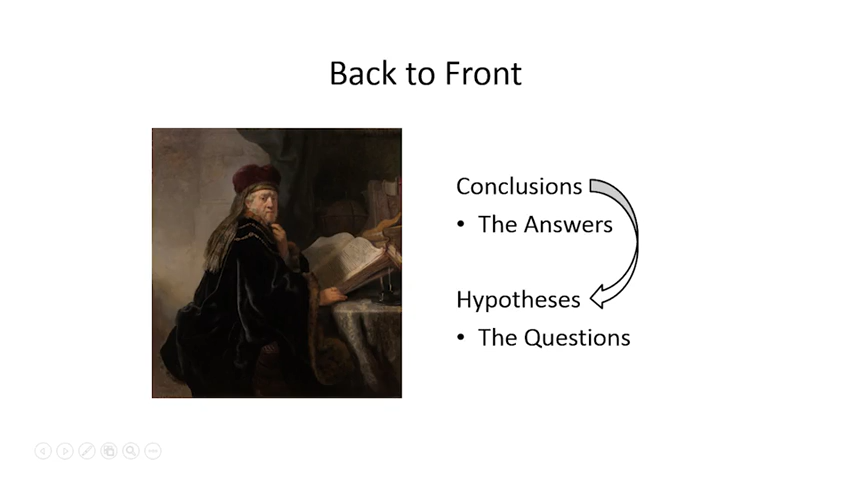 Back to Front
Conclusions
• The Answers
Hypotheses
• The Questions